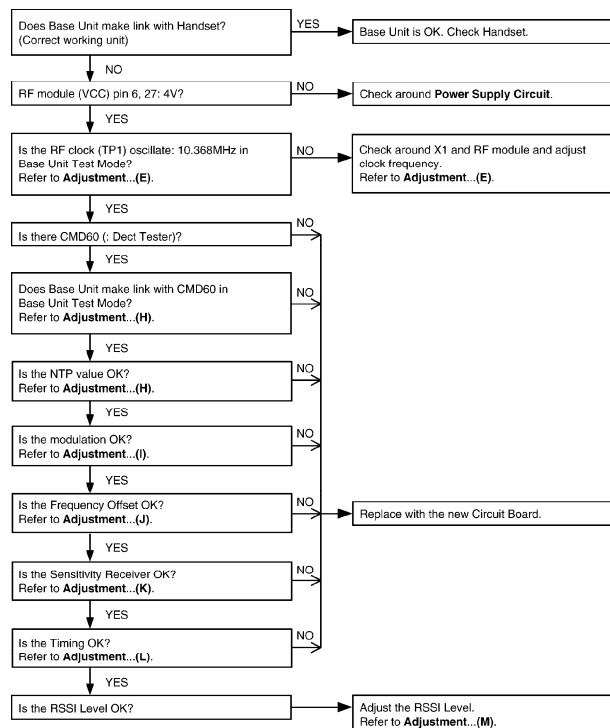 Does Base Unit make link with Handset?
(Correct working unit)
YES
Base Unit is OK. Check Handset.
NO
RF module (VCC) pin 6, 27: 4V?
NO
Check around Power Supply Circuit.
YES
Is the RF clock (TP1) oscillate: 10.368MHz in
Base Unit Test Mode?
Refer to Adjustment...(E).
NO
Check around X1 and RF module and adjust
clock frequency.
Refer to Adjustment...(E).
YES
Is there CMD60 (: Dect Tester)?
NO
YES
Does Base Unit make link with CMD60 in
Base Unit Test Mode?
Refer to Adjustment...(H).
NO
YES
Is the NTP value OK?
Refer to Adjustment...(H).
NO
YES
Is the modulation OK?
Refer to Adjustment...(I).
NO
YES
Is the Frequency Offset OK?
Refer to Adjustment...(J).
NO
Replace with the new Circuit Board.
YES
Is the Sensitivity Receiver OK?
Refer to Adjustment...(K).
NO
YES
Is the Timing OK?
Refer to Adjustment...(L).
NO
YES
Is the RSSI Level OK?
Adjust the RSSI Level.
Refer to Adjustment...(M).